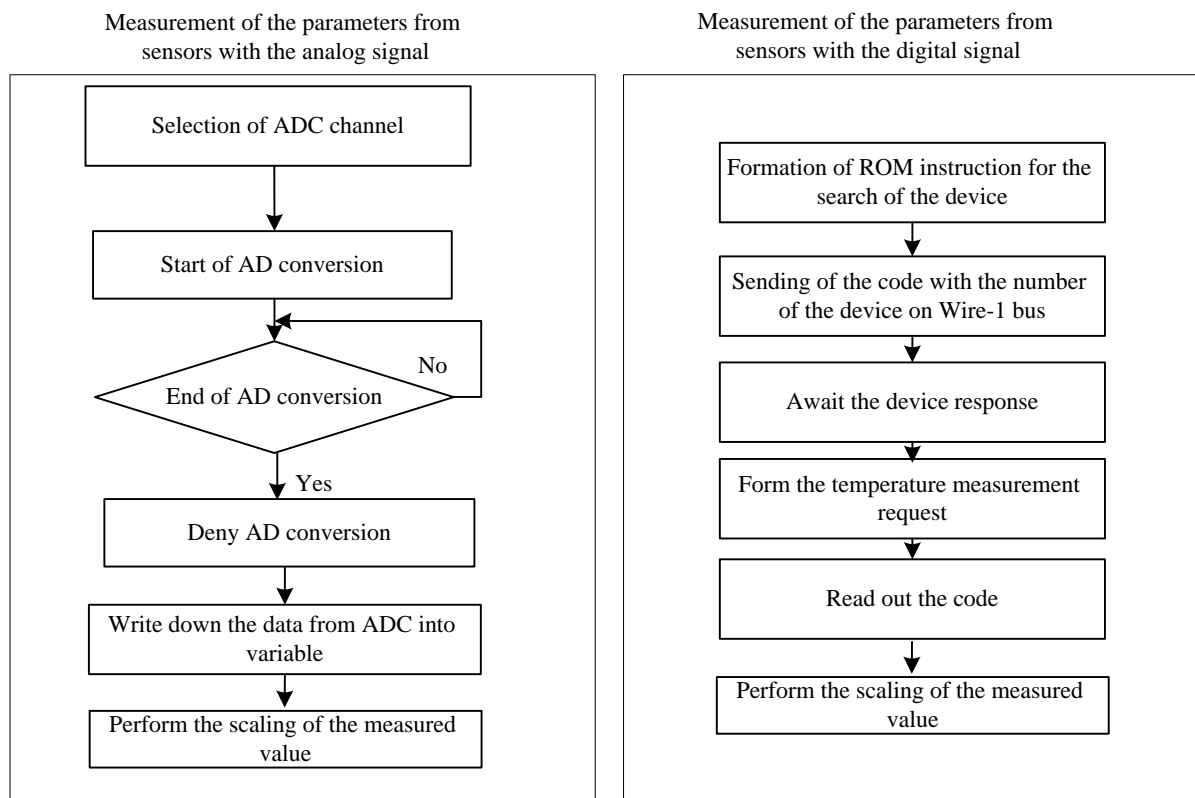 Measurement of the parameters from
sensors with the analog signal
Selection of ADC channel
Start of AD conversion
No
End of AD conversion
Yes
Deny AD conversion
Write down the data from ADC into
variable
Perform the scaling of the measured
value
Measurement of the parameters from
sensors with the digital signal
Formation of ROM instruction for the
search of the device
Sending of the code with the number
of the device on Wire-1 bus
Await the device response
Form the temperature measurement
request
Read out the code
Perform the scaling of the measured
value